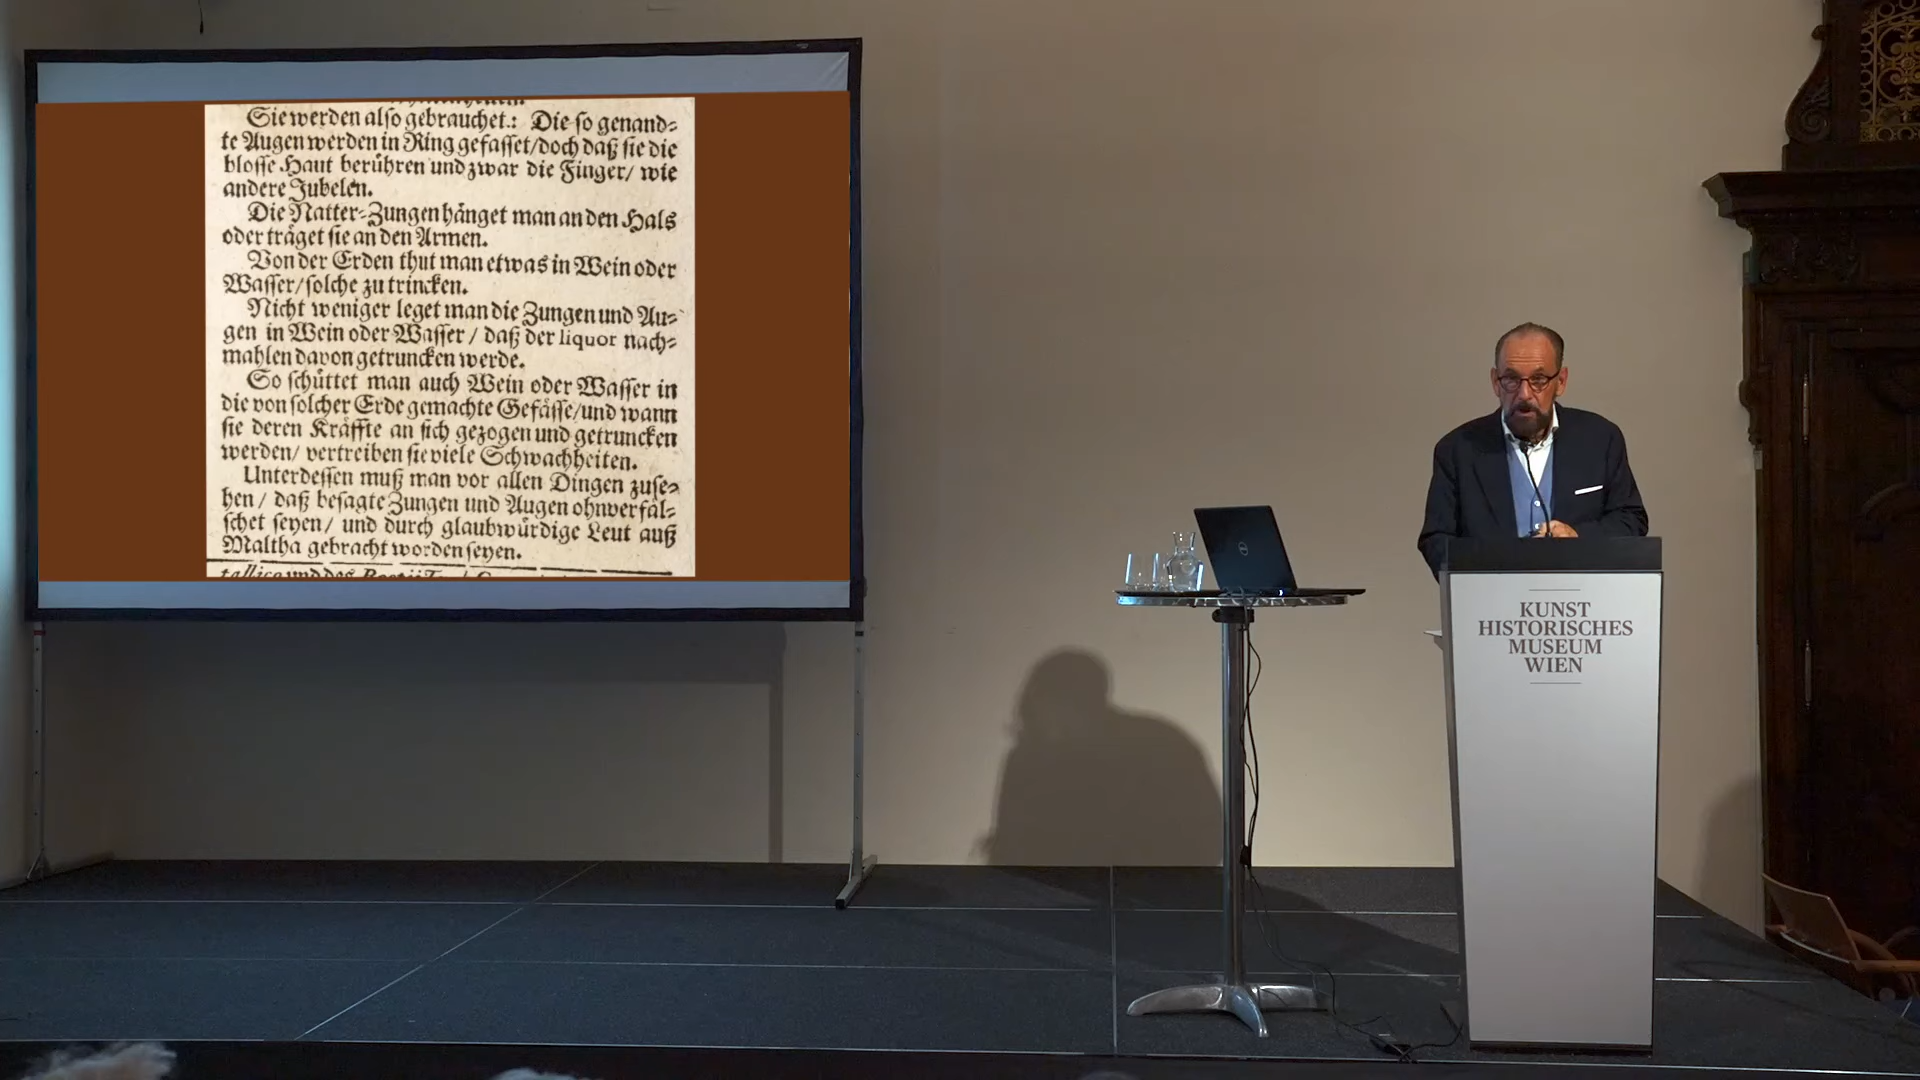 Sie werden also gebrauchet.: Die so genand=
te Augen werden in Ring gefasset/doch daß sie die
blosse Haut berühren und zwar die Finger/ wie
andere Jubelen.
Die Natter=Zungen hänget man an den Hals
oder träget sie an den Armen.
Von der Erden thut man etwas in Wein oder
Wasser/solche zu trincken.
Nicht weniger leget man die Zungen und Au=
gen in Wein oder Wasser / daß der liquor nach=
mahlen davon getruncken werde.
So schüttet man auch Wein oder Wasser in
die von solcher Erde gemachte Gefässe/und wann
sie deren Kräffte an sich gezogen und getruncken
werden/ vertreiben sie viele Schwachheiten.
Unterdessen muß man vor allen Dingen zuse=
hen / daß besagte Zungen und Augen ohnverfäl=
schet seyen/ und durch glaubwürdige Leut auß
Maltha gebracht worden seyen.
KUNST
HISTORISCHES
MUSEUM
WIEN